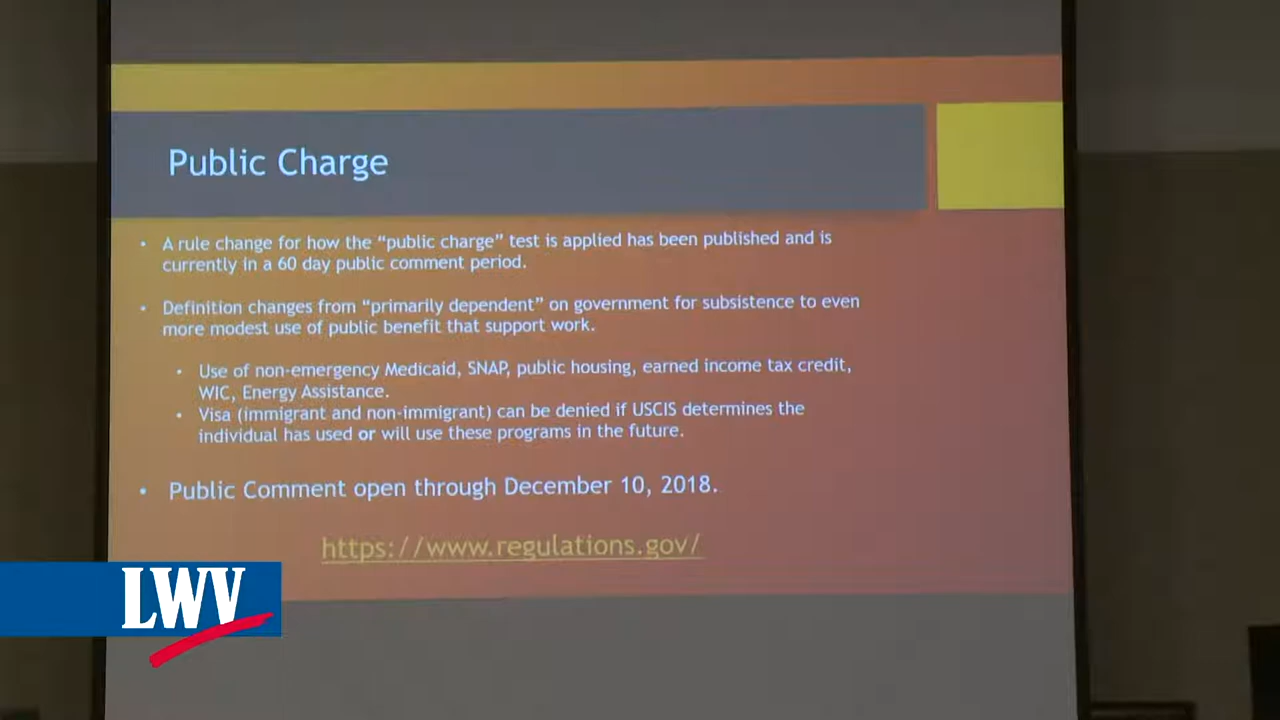 Public Charge
• A rule change for how the “public charge” test is applied has been published and is
currently in a 60 day public comment period.
• Definition changes from “primarily dependent” on government for subsistence to even
more modest use of public benefit that support work.
• Use of non-emergency Medicaid, SNAP, public housing, earned income tax credit,
WIC, Energy Assistance.
• Visa (immigrant and non-immigrant) can be denied if USCIS determines the
individual has used or will use these programs in the future.
• Public Comment open through December 10, 2018.
https://www.regulations.gov/
LWV